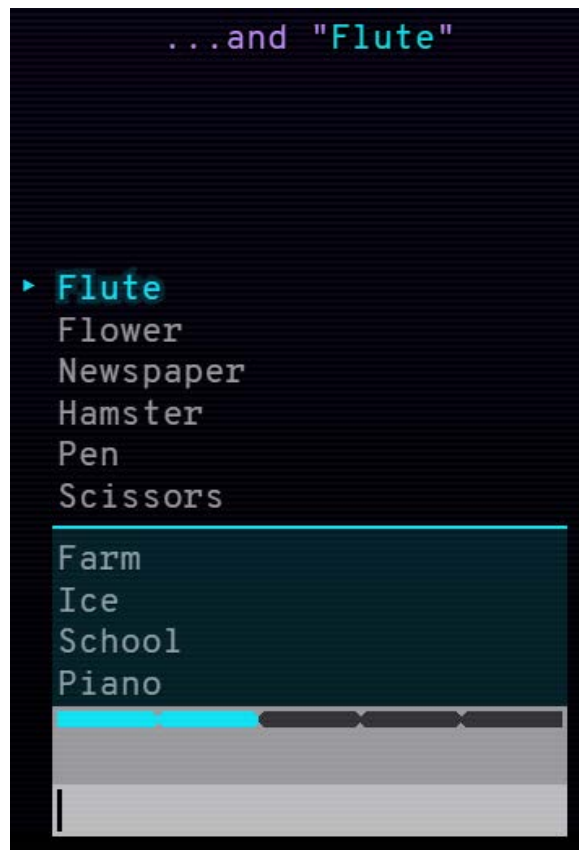 ...and "Flute"
Flute
Flower
Newspaper
Hamster
Pen
Scissors
Farm
Ice
School
Piano